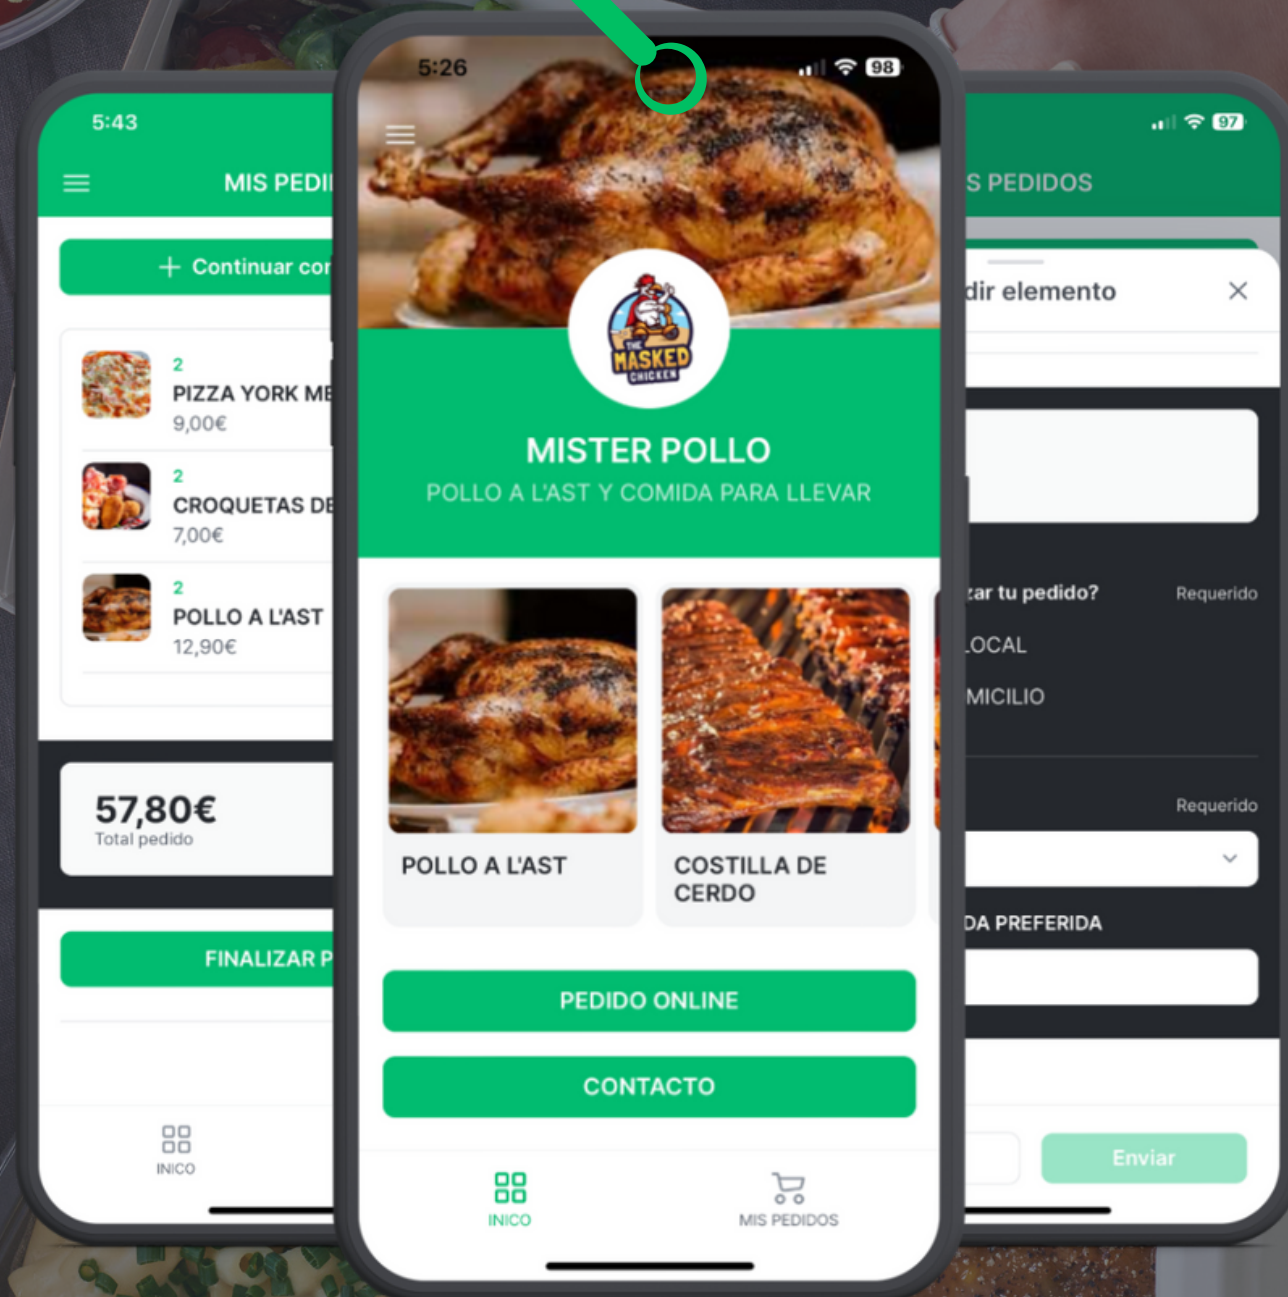 5:43
MIS PEDI
+ Continuar cor
2
PIZZA YORK ME
9,00€
2
CROQUETAS DE
7,00€
2
POLLO A L'AST
12,90€
57,80€
Total pedido
FINALIZAR P
INICO
5:26
98
THE
MASKED
CHICKEN
MISTER POLLO
POLLO A L'AST Y COMIDA PARA LLEVAR
POLLO A L'AST
COSTILLA DE
CERDO
PEDIDO ONLINE
CONTACTO
INICO
MIS PEDIDOS
97
S PEDIDOS
dir elemento
zar tu pedido?
Requerido
LOCAL
MICILIO
Requerido
DA PREFERIDA
Enviar